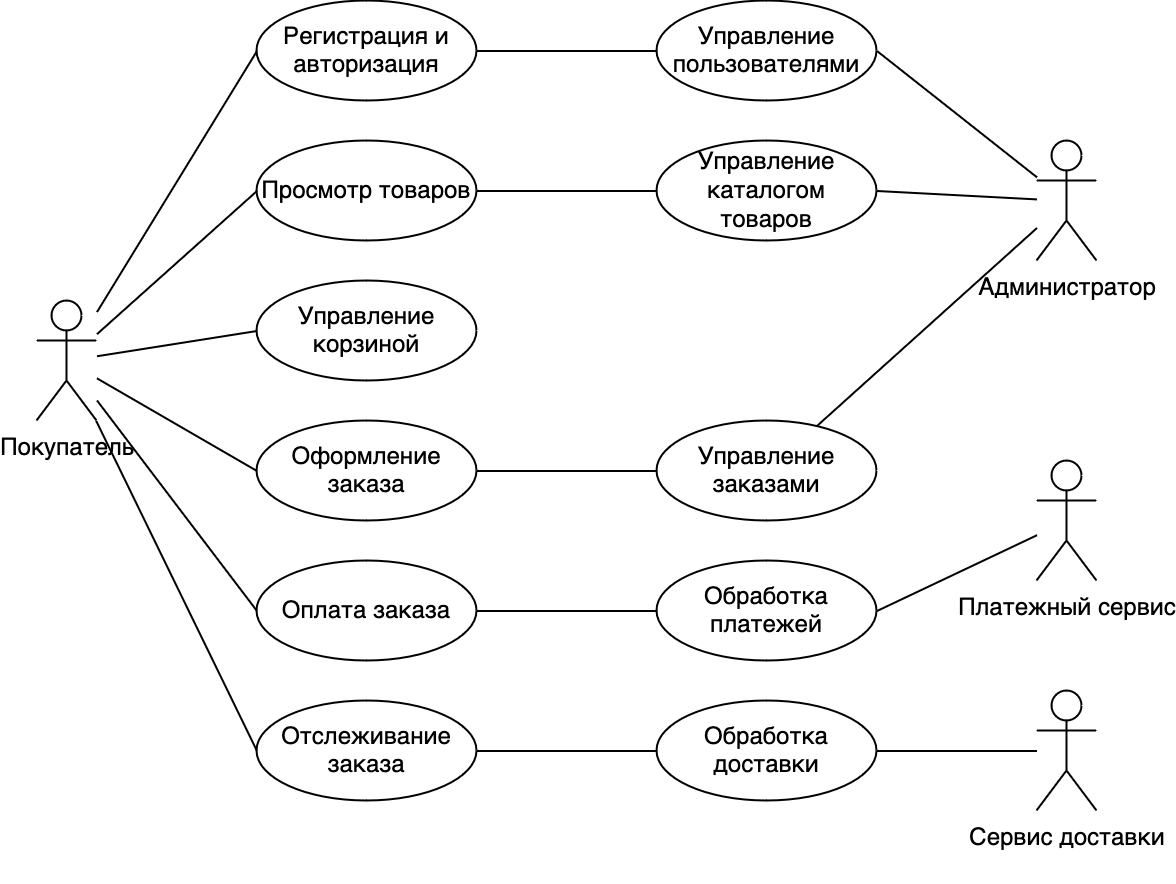 Регистрация и
авторизация
Управление
пользователями
Просмотр товаров
Управление
каталогом
товаров
Администратор
Управление
корзиной
Покупатель
Оформление
заказа
Управление
заказами
Оплата заказа
Обработка
платежей
Платежный сервис
Отслеживание
заказа
Обработка
доставки
Сервис доставки